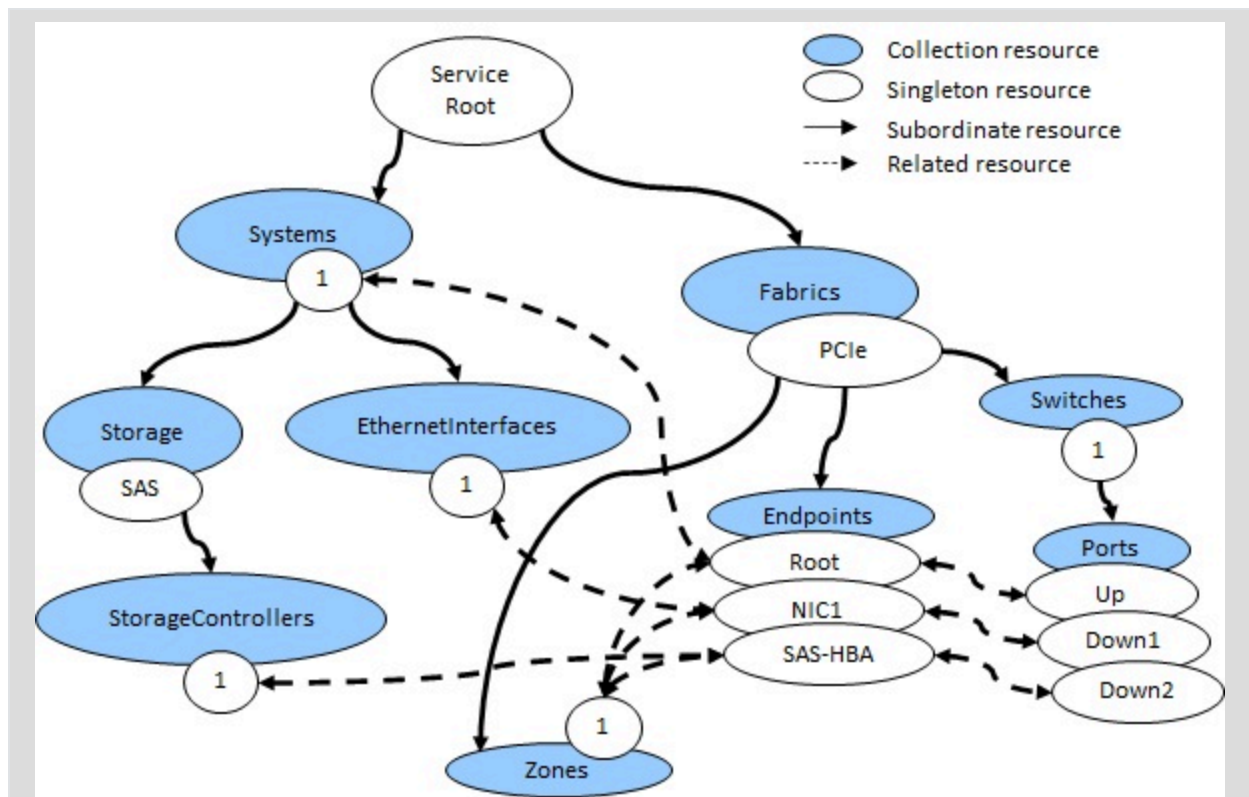 Service
Root
Collection resource
Singleton resource
Subordinate resource
Related resource
Systems
1
Fabrics
PCIe
Storage
SAS
EthernetInterfaces
1
Switches
1
Endpoints
Root
NIC1
SAS-HBA
Ports
Up
Down1
Down2
StorageControllers
1
1
Zones